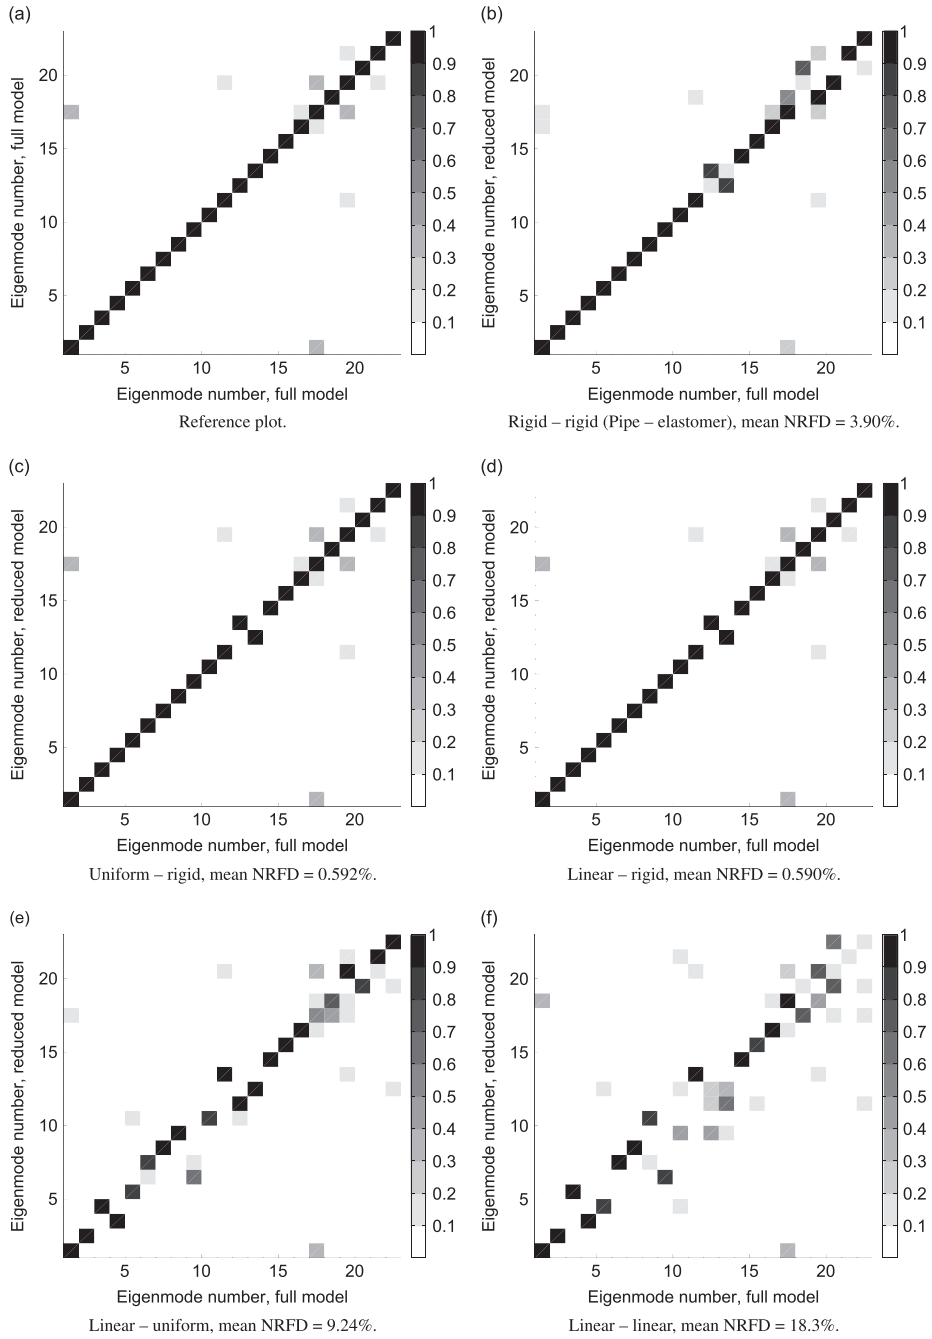 (a)
(b)
1
0.9
0.8
0.7
0.6
0.5
0.4
0.3
0.2
0.1
20
15
10
5
5 10 15 20
Eigenmode number, full model
Eigenmode number, full model
Reference plot.
1
0.9
0.8
0.7
0.6
0.5
0.4
0.3
0.2
0.1
20
15
10
5
5 10 15 20
Eigenmode number, reduced model
Eigenmode number, full model
Rigid – rigid (Pipe – elastomer), mean NRFD = 3.90%.
(c)
(d)
1
0.9
0.8
0.7
0.6
0.5
0.4
0.3
0.2
0.1
20
15
10
5
5 10 15 20
Eigenmode number, reduced model
Eigenmode number, full model
Uniform – rigid, mean NRFD = 0.592%.
1
0.9
0.8
0.7
0.6
0.5
0.4
0.3
0.2
0.1
20
15
10
5
5 10 15 20
Eigenmode number, reduced model
Eigenmode number, full model
Linear – rigid, mean NRFD = 0.590%.
(e)
(f)
1
0.9
0.8
0.7
0.6
0.5
0.4
0.3
0.2
0.1
20
15
10
5
5 10 15 20
Eigenmode number, reduced model
Eigenmode number, full model
Linear – uniform, mean NRFD = 9.24%.
1
0.9
0.8
0.7
0.6
0.5
0.4
0.3
0.2
0.1
20
15
10
5
5 10 15 20
Eigenmode number, reduced model
Eigenmode number, full model
Linear – linear, mean NRFD = 18.3%.